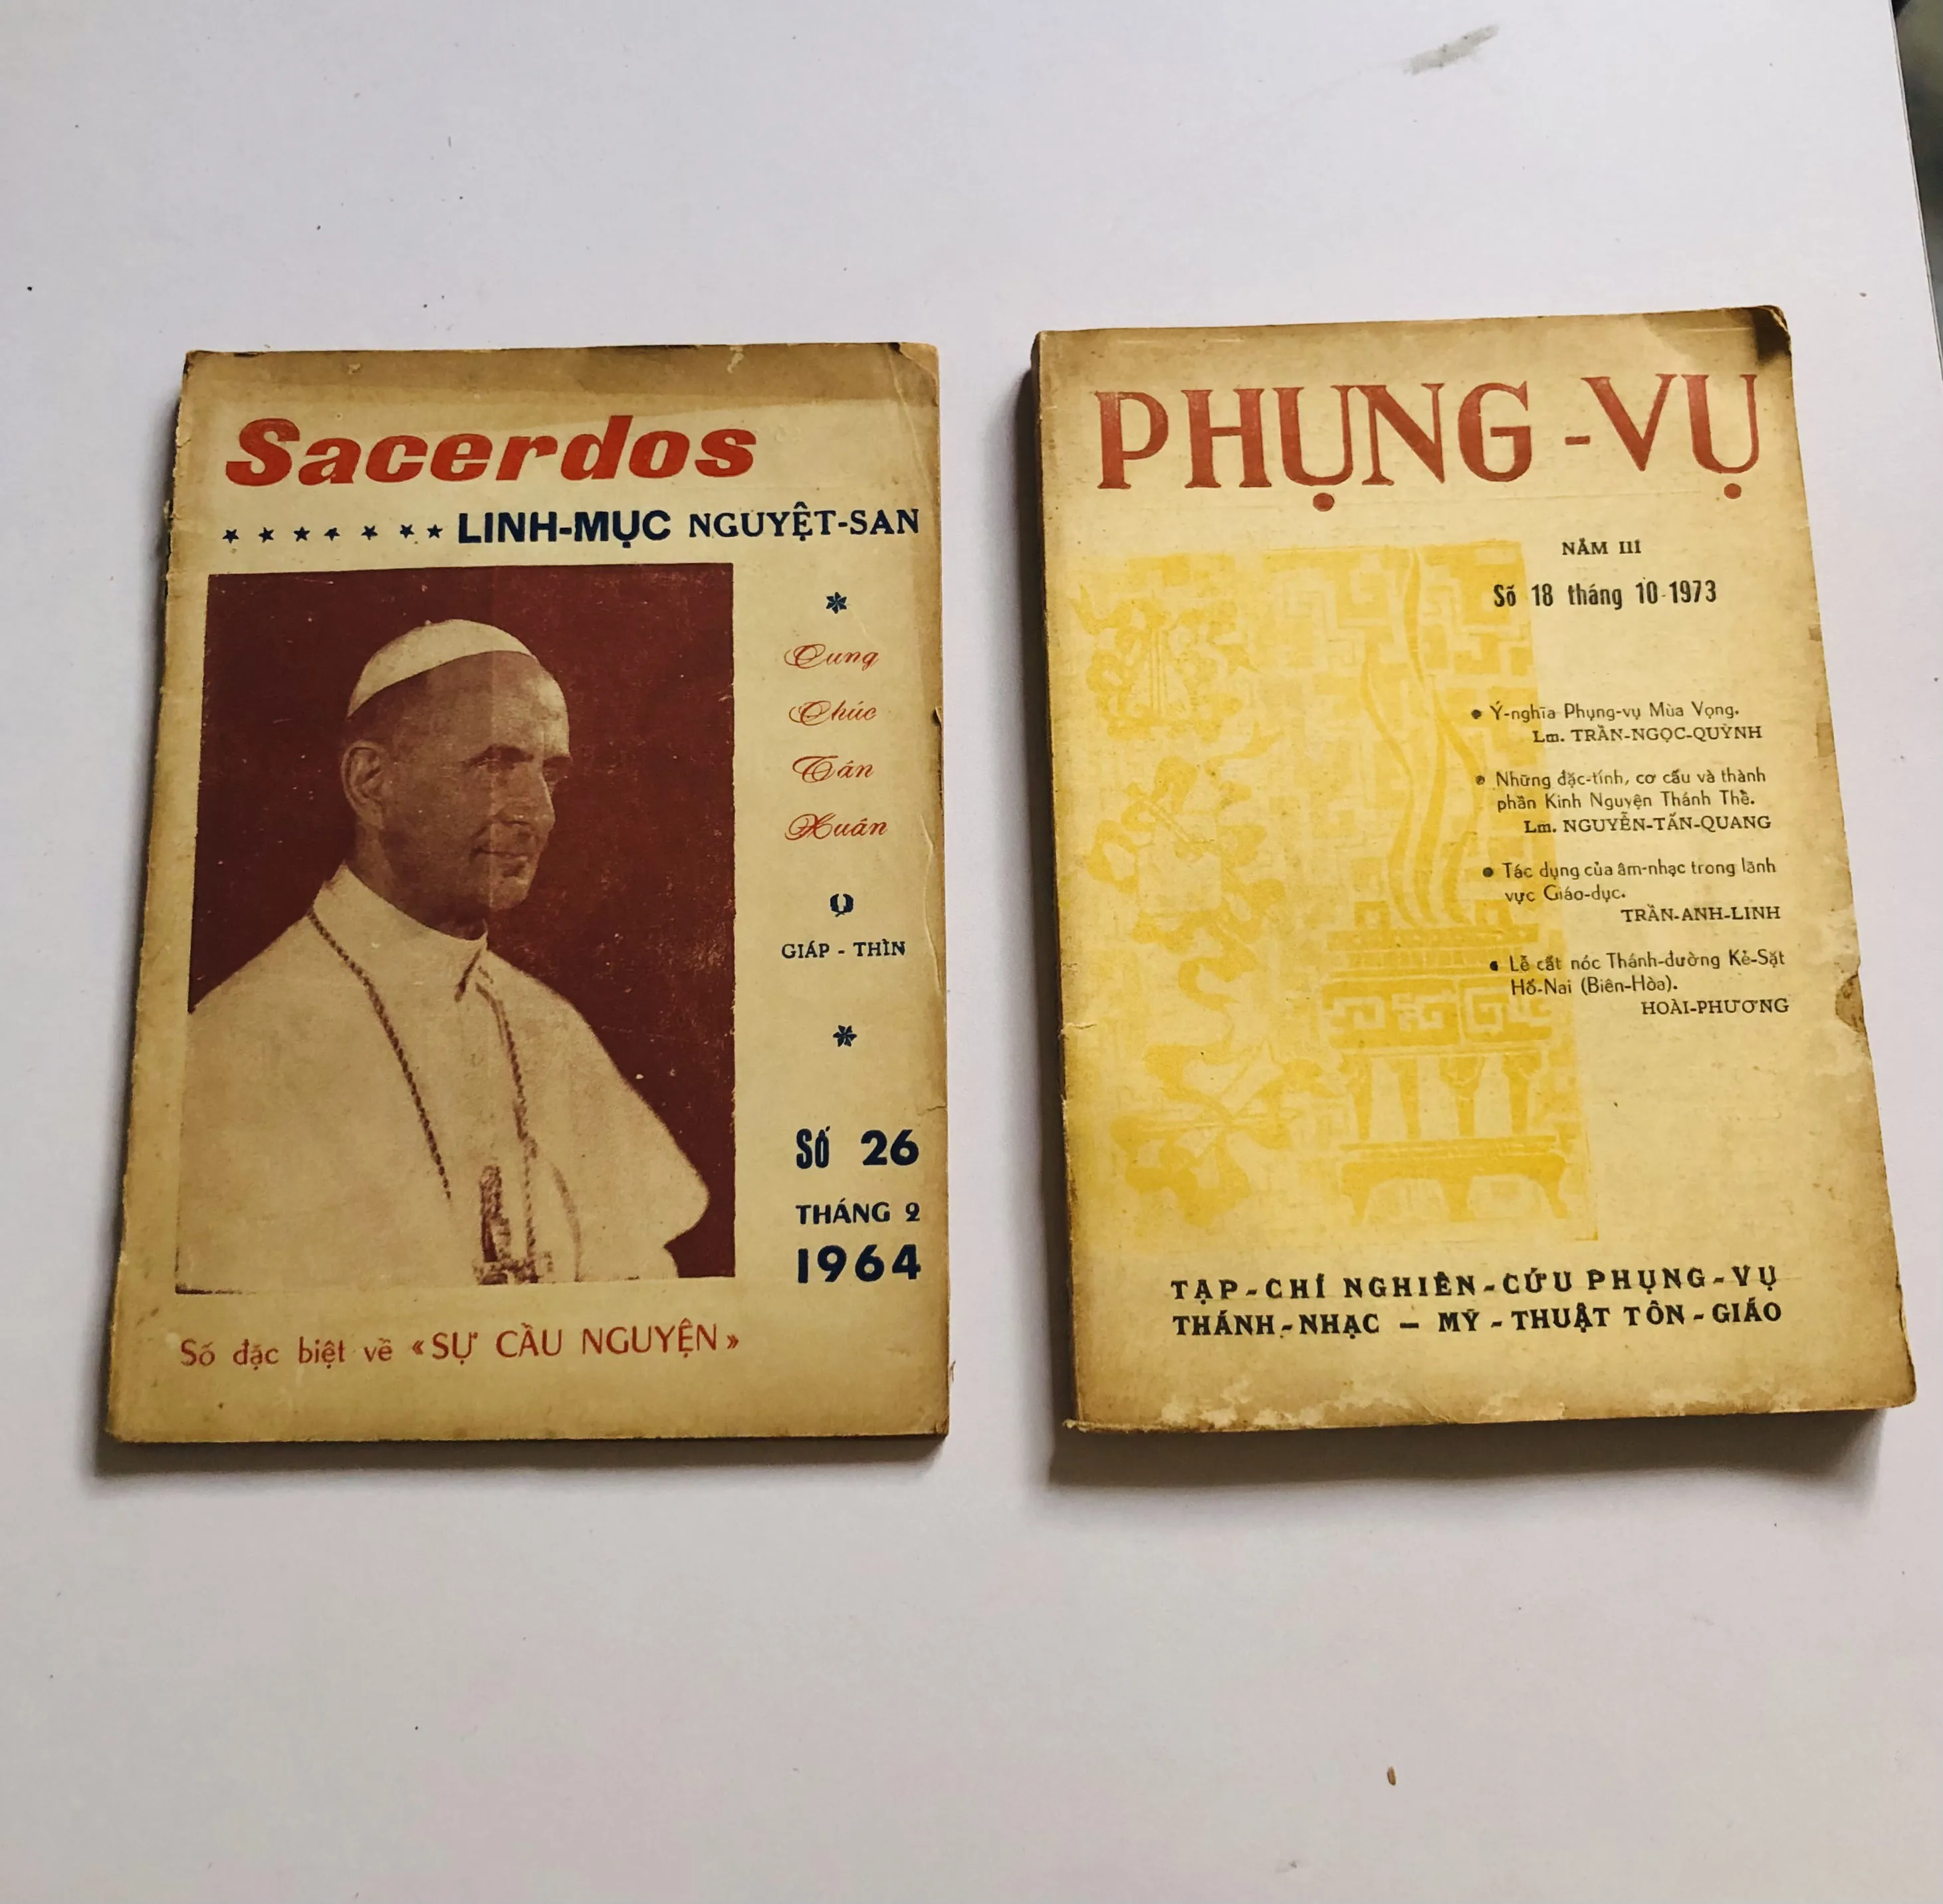 Sacerdos
LINH-MỤC NGUYỆT-SAN
Cung
Chúc
Tân
Xuân
GIÁP - THÌN
Số 26
THÁNG 2
1964
Số đặc biệt về «SỰ CẦU NGUYỆN»
PHỤNG-VỤ
NĂM III
Số 18 tháng 10-1973
• Ý-nghĩa Phụng-vụ Mùa Vọng.
Lm. TRẦN-NGỌC-QUỲNH
• Những đặc-tính, cơ cấu và thành
phần Kinh Nguyện Thánh Thể.
Lm. NGUYỄN-TẤN-QUANG
• Tác dụng của âm-nhạc trong lãnh
vực Giáo-dục.
TRẦN-ANH-LINH
• Lễ cất nóc Thánh-đường Kẻ-Sặt
Hố-Nai (Biên-Hòa).
HOÀI-PHƯƠNG
TẠP-CHÍ NGHIÊN-CỨU PHỤNG-VỤ
THÁNH-NHẠC — MỸ-THUẬT TÔN-GIÁO